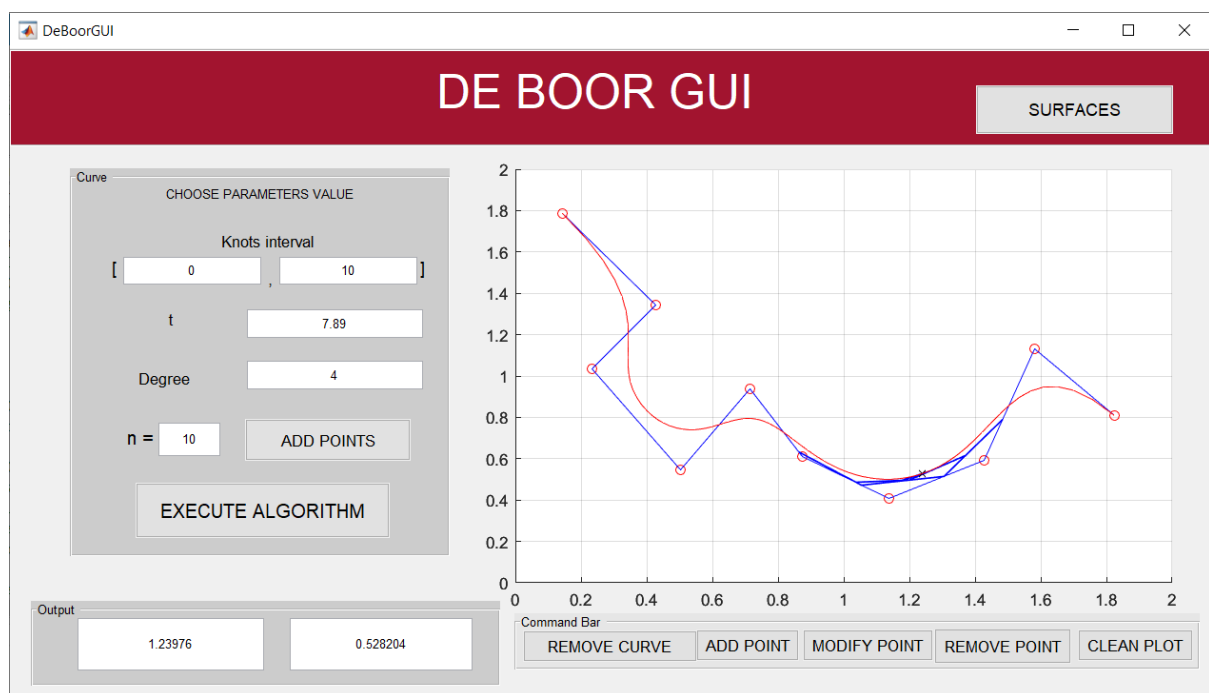 DeBoorGUI
DE BOOR GUI
SURFACES
Curve
CHOOSE PARAMETERS VALUE
Knots interval
[ 0 , 10 ]
t 7.89
Degree 4
n = 10 ADD POINTS
EXECUTE ALGORITHM
2
1.8
1.6
1.4
1.2
1
0.8
0.6
0.4
0.2
0
0 0.2 0.4 0.6 0.8 1 1.2 1.4 1.6 1.8 2
Output
1.23976 0.528204
Command Bar
REMOVE CURVE ADD POINT MODIFY POINT REMOVE POINT CLEAN PLOT